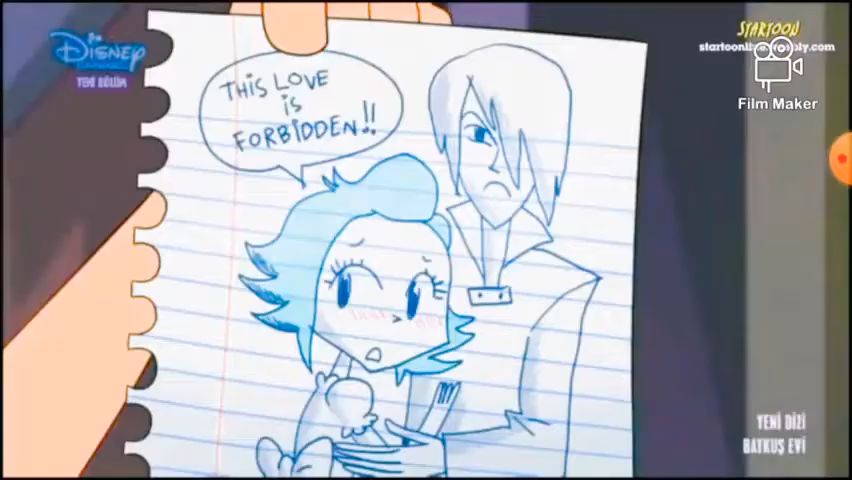 DISNEY
YENİ BÖLÜM
THIS LOVE
iS
FORBIDDEN!!
STARTOON
Film Maker
YENİ DİZİ
BAYKUŞ EVİ